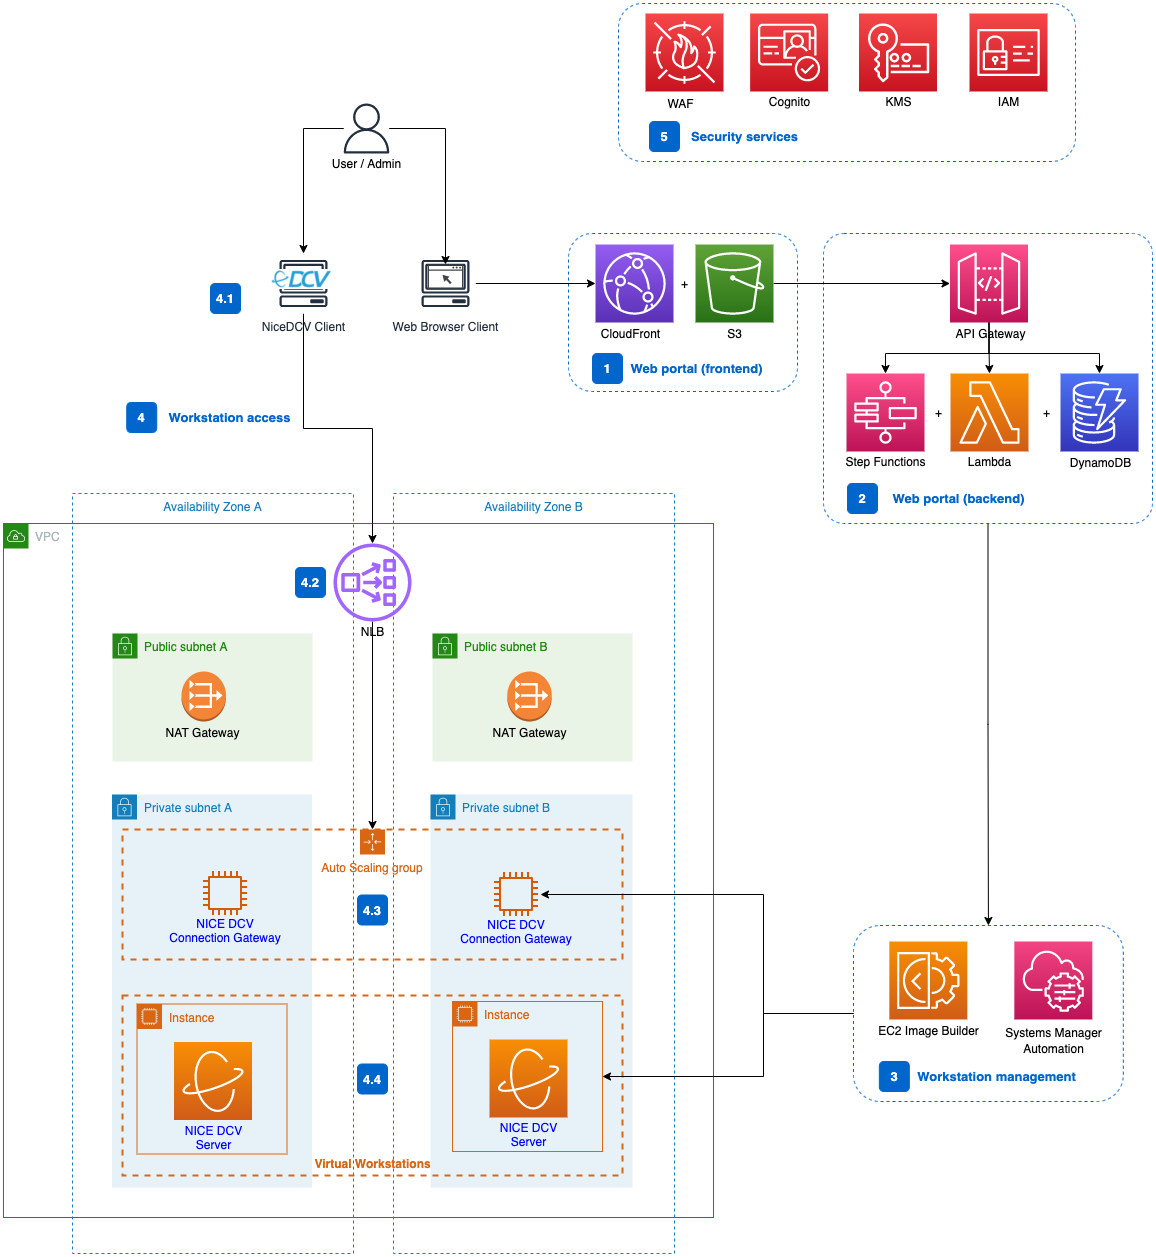 WAF
Cognito
KMS
IAM
5
Security services
User / Admin
DCV
4.1
NiceDCV Client
Web Browser Client
CloudFront
+
S3
1
Web portal (frontend)
API Gateway
Step Functions
+
Lambda
+
DynamoDB
2
Web portal (backend)
4
Workstation access
Availability Zone A
Availability Zone B
VPC
4.2
NLB
Public subnet A
Public subnet B
NAT Gateway
NAT Gateway
Private subnet A
Private subnet B
Auto Scaling group
NICE DCV
Connection Gateway
4.3
NICE DCV
Connection Gateway
Instance
NICE DCV
Server
4.4
Instance
NICE DCV
Server
Virtual Workstations
EC2 Image Builder
Systems Manager
Automation
3
Workstation management